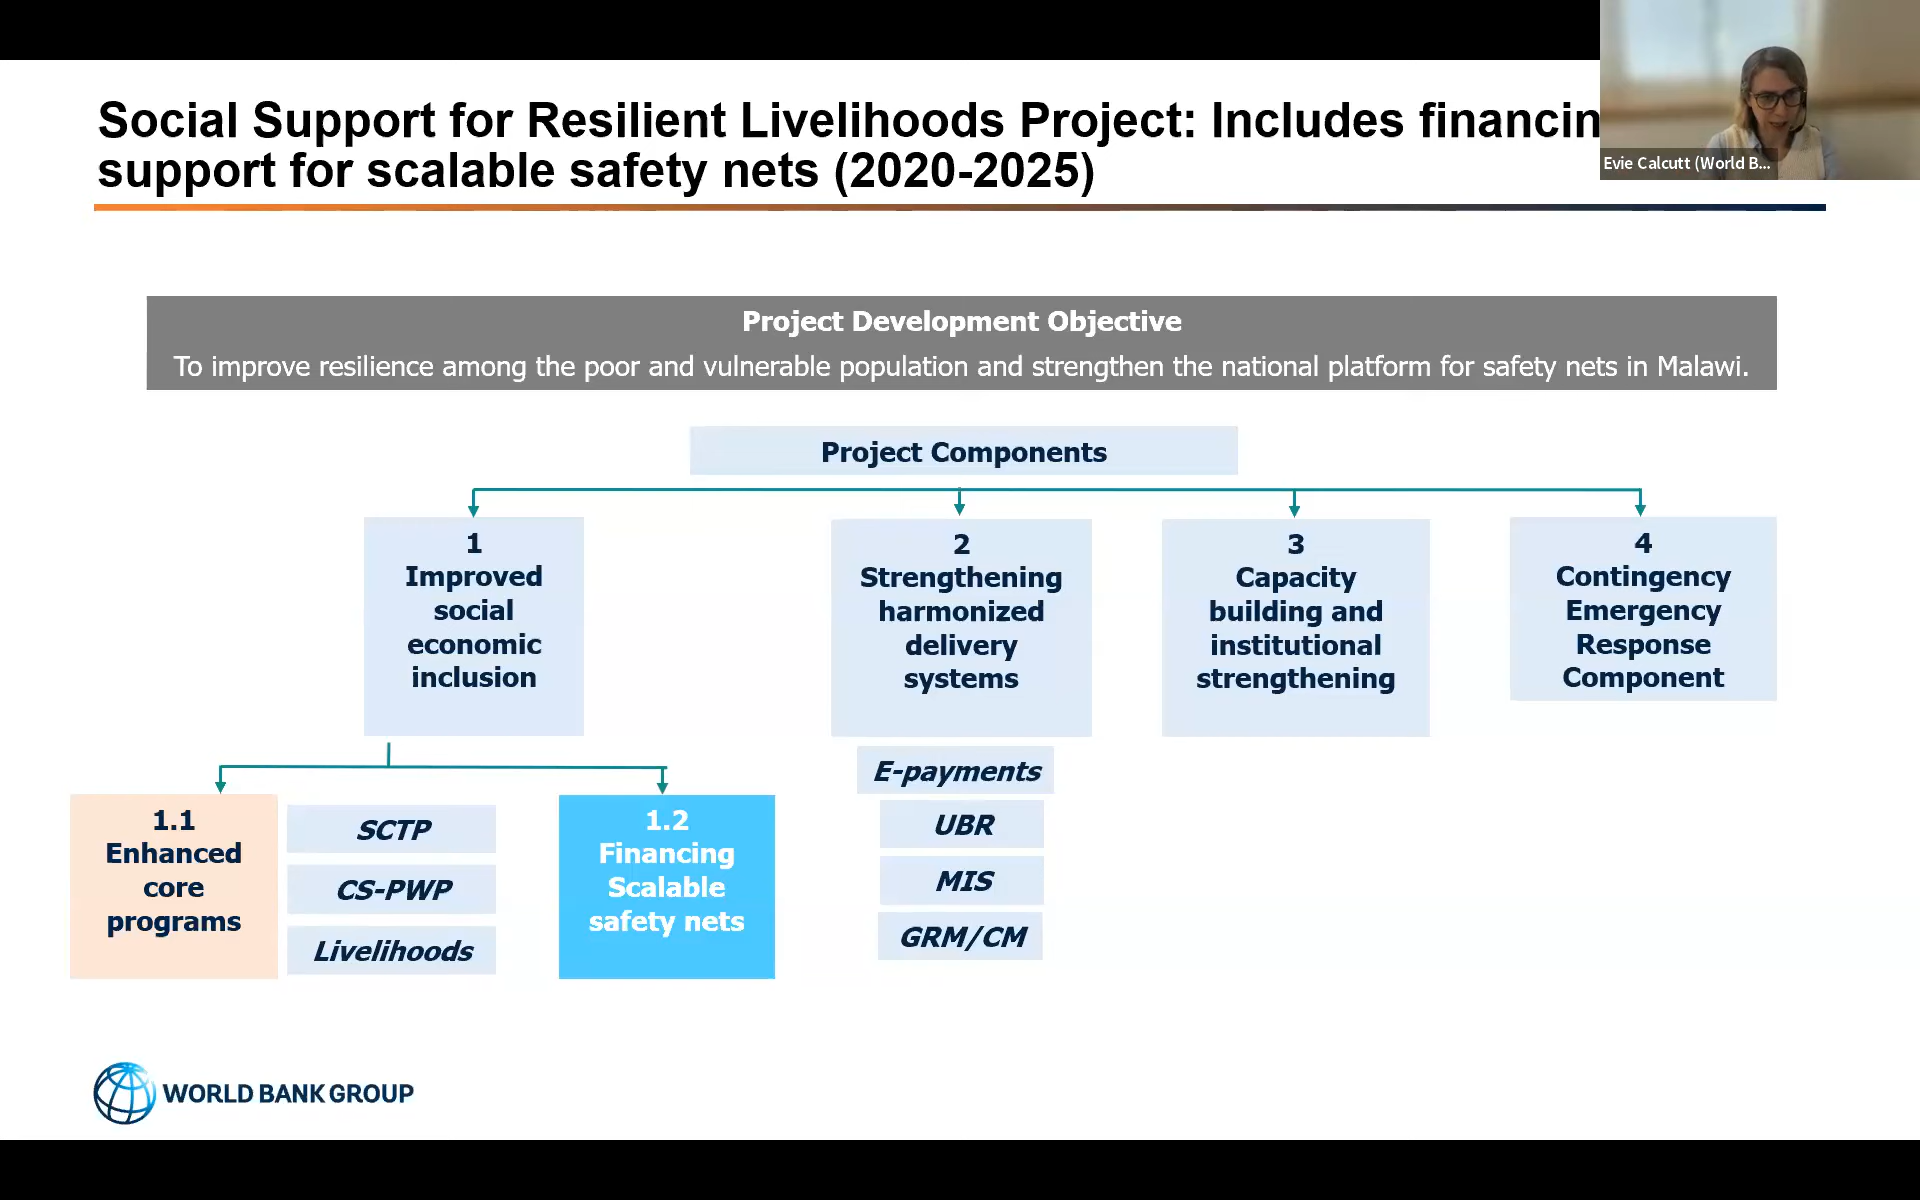 Social Support for Resilient Livelihoods Project: Includes financin
support for scalable safety nets (2020-2025)
Evie Calcutt (World B...
Project Development Objective
To improve resilience among the poor and vulnerable population and strengthen the national platform for safety nets in Malawi.
Project Components
1
Improved
social
economic
inclusion
2
Strengthening
harmonized
delivery
systems
3
Capacity
building and
institutional
strengthening
4
Contingency
Emergency
Response
Component
1.1
Enhanced
core
programs
SCTP
CS-PWP
Livelihoods
1.2
Financing
Scalable
safety nets
E-payments
UBR
MIS
GRM/CM
WORLD BANK GROUP